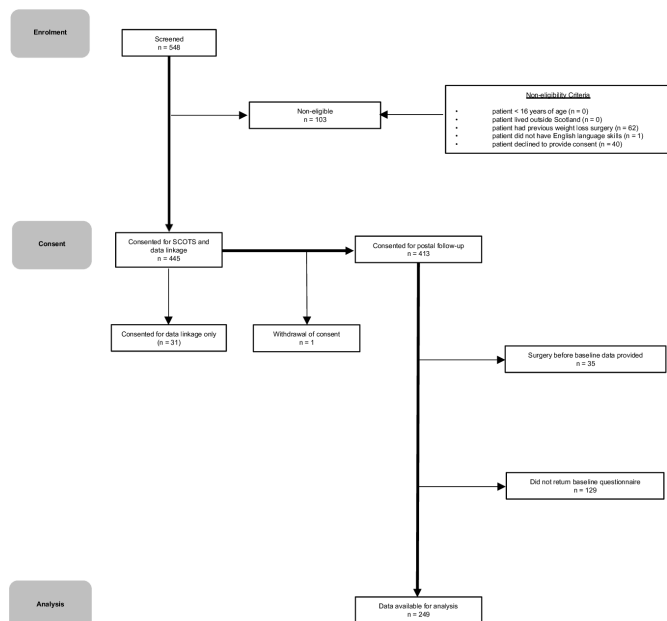 Enrolment
Screened
n = 548
Non-eligible
n = 103
Non-eligibility Criteria
• patient < 16 years of age (n = 0)
• patient lived outside Scotland (n = 0)
• patient had previous weight loss surgery (n = 62)
• patient did not have English language skills (n = 1)
• patient declined to provide consent (n = 40)
Consent
Consented for SCOTS and
data linkage
n = 445
Consented for postal follow-up
n = 413
Consented for data linkage only
(n = 31)
Withdrawal of consent
n = 1
Surgery before baseline data provided
n = 35
Did not return baseline questionnaire
n = 129
Analysis
Data available for analysis
n = 249